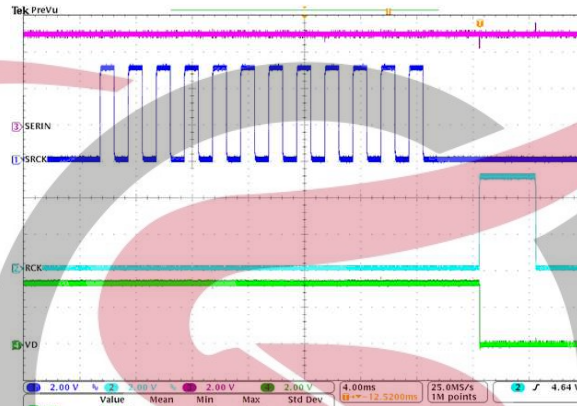 Tek PreVu
T
3 SERIN
1 SRCK
2 RCK
4 VD
1 2.00 V 2 2.00 V 3 2.00 V 4 2.00 V 4.00ms 25.0MS/s 2 4.64 V
T -12.5200ms 1M points
Value Mean Min Max Std Dev